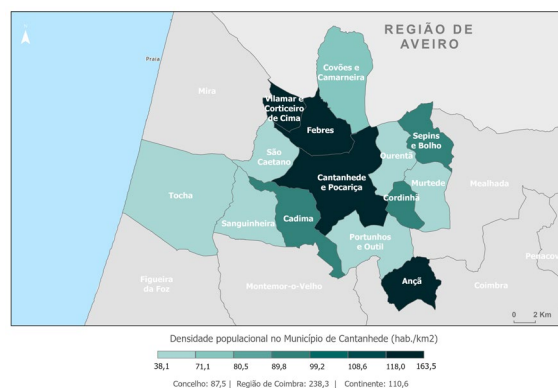 REGIÃO DE
AVEIRO
Praia
Mira
Covões e
Camarneira
Vilamar e
Corticeiro
de Cima
Febres
Sepins
e Bolho
São
Caetano
Ourentã
Cantanhede
e Pocariça
Murtede
Mealhada
Cordinhã
Tocha
Sanguinheira
Cadima
Portunhos
e Outil
Penacova
Figueira
da Foz
Montemor-o-Velho
Ançã
Coimbra
0 2 Km
Densidade populacional no Município de Cantanhede (hab./km2)
38,1 71,1 80,5 89,8 99,2 108,6 118,0 163,5
Concelho: 87,5 | Região de Coimbra: 238,3 | Continente: 110,6